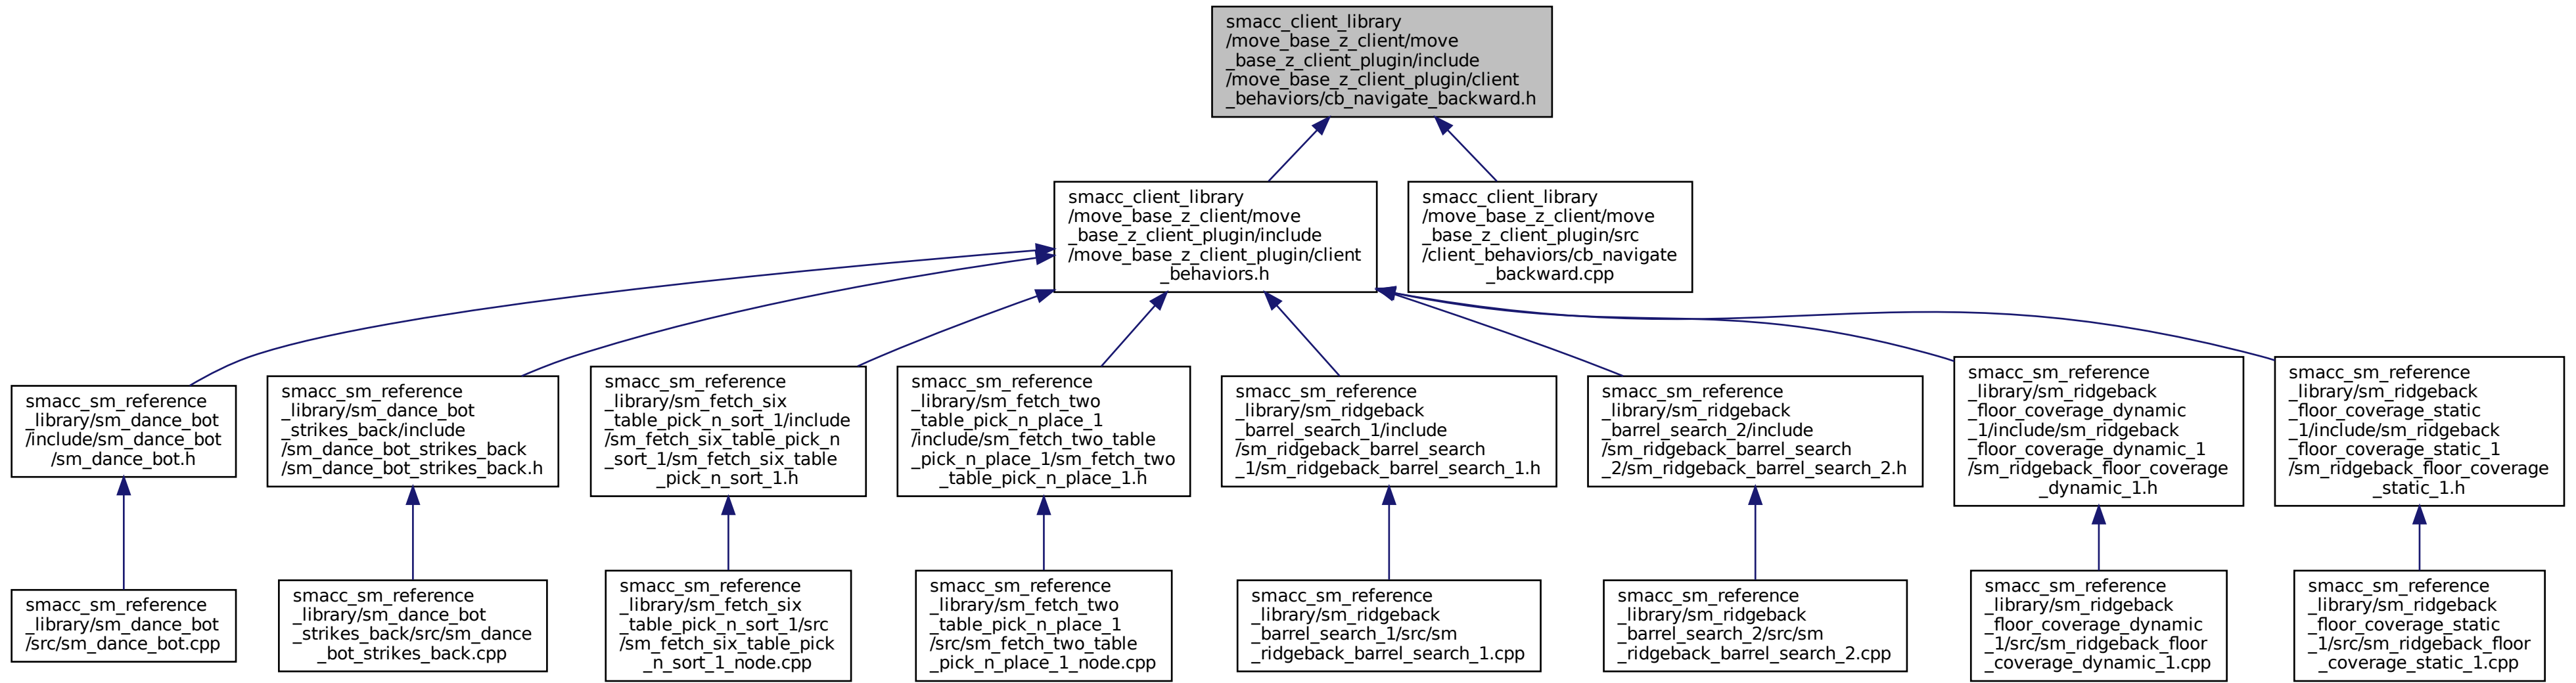 smacc_client_library
/move_base_z_client/move
_base_z_client_plugin/include
/move_base_z_client_plugin/client
_behaviors/cb_navigate_backward.h
smacc_client_library
/move_base_z_client/move
_base_z_client_plugin/include
/move_base_z_client_plugin/client
_behaviors.h
smacc_client_library
/move_base_z_client/move
_base_z_client_plugin/src
/client_behaviors/cb_navigate
_backward.cpp
smacc_sm_reference
_library/sm_dance_bot
/include/sm_dance_bot
/sm_dance_bot.h
smacc_sm_reference
_library/sm_dance_bot
_strikes_back/include
/sm_dance_bot_strikes_back
/sm_dance_bot_strikes_back.h
smacc_sm_reference
_library/sm_fetch_six
_table_pick_n_sort_1/include
/sm_fetch_six_table_pick_n
_sort_1/sm_fetch_six_table
_pick_n_sort_1.h
smacc_sm_reference
_library/sm_fetch_two
_table_pick_n_place_1
/include/sm_fetch_two_table
_pick_n_place_1/sm_fetch_two
_table_pick_n_place_1.h
smacc_sm_reference
_library/sm_ridgeback
_barrel_search_1/include
/sm_ridgeback_barrel_search
_1/sm_ridgeback_barrel_search_1.h
smacc_sm_reference
_library/sm_ridgeback
_barrel_search_2/include
/sm_ridgeback_barrel_search
_2/sm_ridgeback_barrel_search_2.h
smacc_sm_reference
_library/sm_ridgeback
_floor_coverage_dynamic
_1/include/sm_ridgeback
_floor_coverage_dynamic_1
/sm_ridgeback_floor_coverage
_dynamic_1.h
smacc_sm_reference
_library/sm_ridgeback
_floor_coverage_static
_1/include/sm_ridgeback
_floor_coverage_static_1
/sm_ridgeback_floor_coverage
_static_1.h
smacc_sm_reference
_library/sm_dance_bot
/src/sm_dance_bot.cpp
smacc_sm_reference
_library/sm_dance_bot
_strikes_back/src/sm_dance
_bot_strikes_back.cpp
smacc_sm_reference
_library/sm_fetch_six
_table_pick_n_sort_1/src
/sm_fetch_six_table_pick
_n_sort_1_node.cpp
smacc_sm_reference
_library/sm_fetch_two
_table_pick_n_place_1
/src/sm_fetch_two_table
_pick_n_place_1_node.cpp
smacc_sm_reference
_library/sm_ridgeback
_barrel_search_1/src/sm
_ridgeback_barrel_search_1.cpp
smacc_sm_reference
_library/sm_ridgeback
_barrel_search_2/src/sm
_ridgeback_barrel_search_2.cpp
smacc_sm_reference
_library/sm_ridgeback
_floor_coverage_dynamic
_1/src/sm_ridgeback_floor
_coverage_dynamic_1.cpp
smacc_sm_reference
_library/sm_ridgeback
_floor_coverage_static
_1/src/sm_ridgeback_floor
_coverage_static_1.cpp